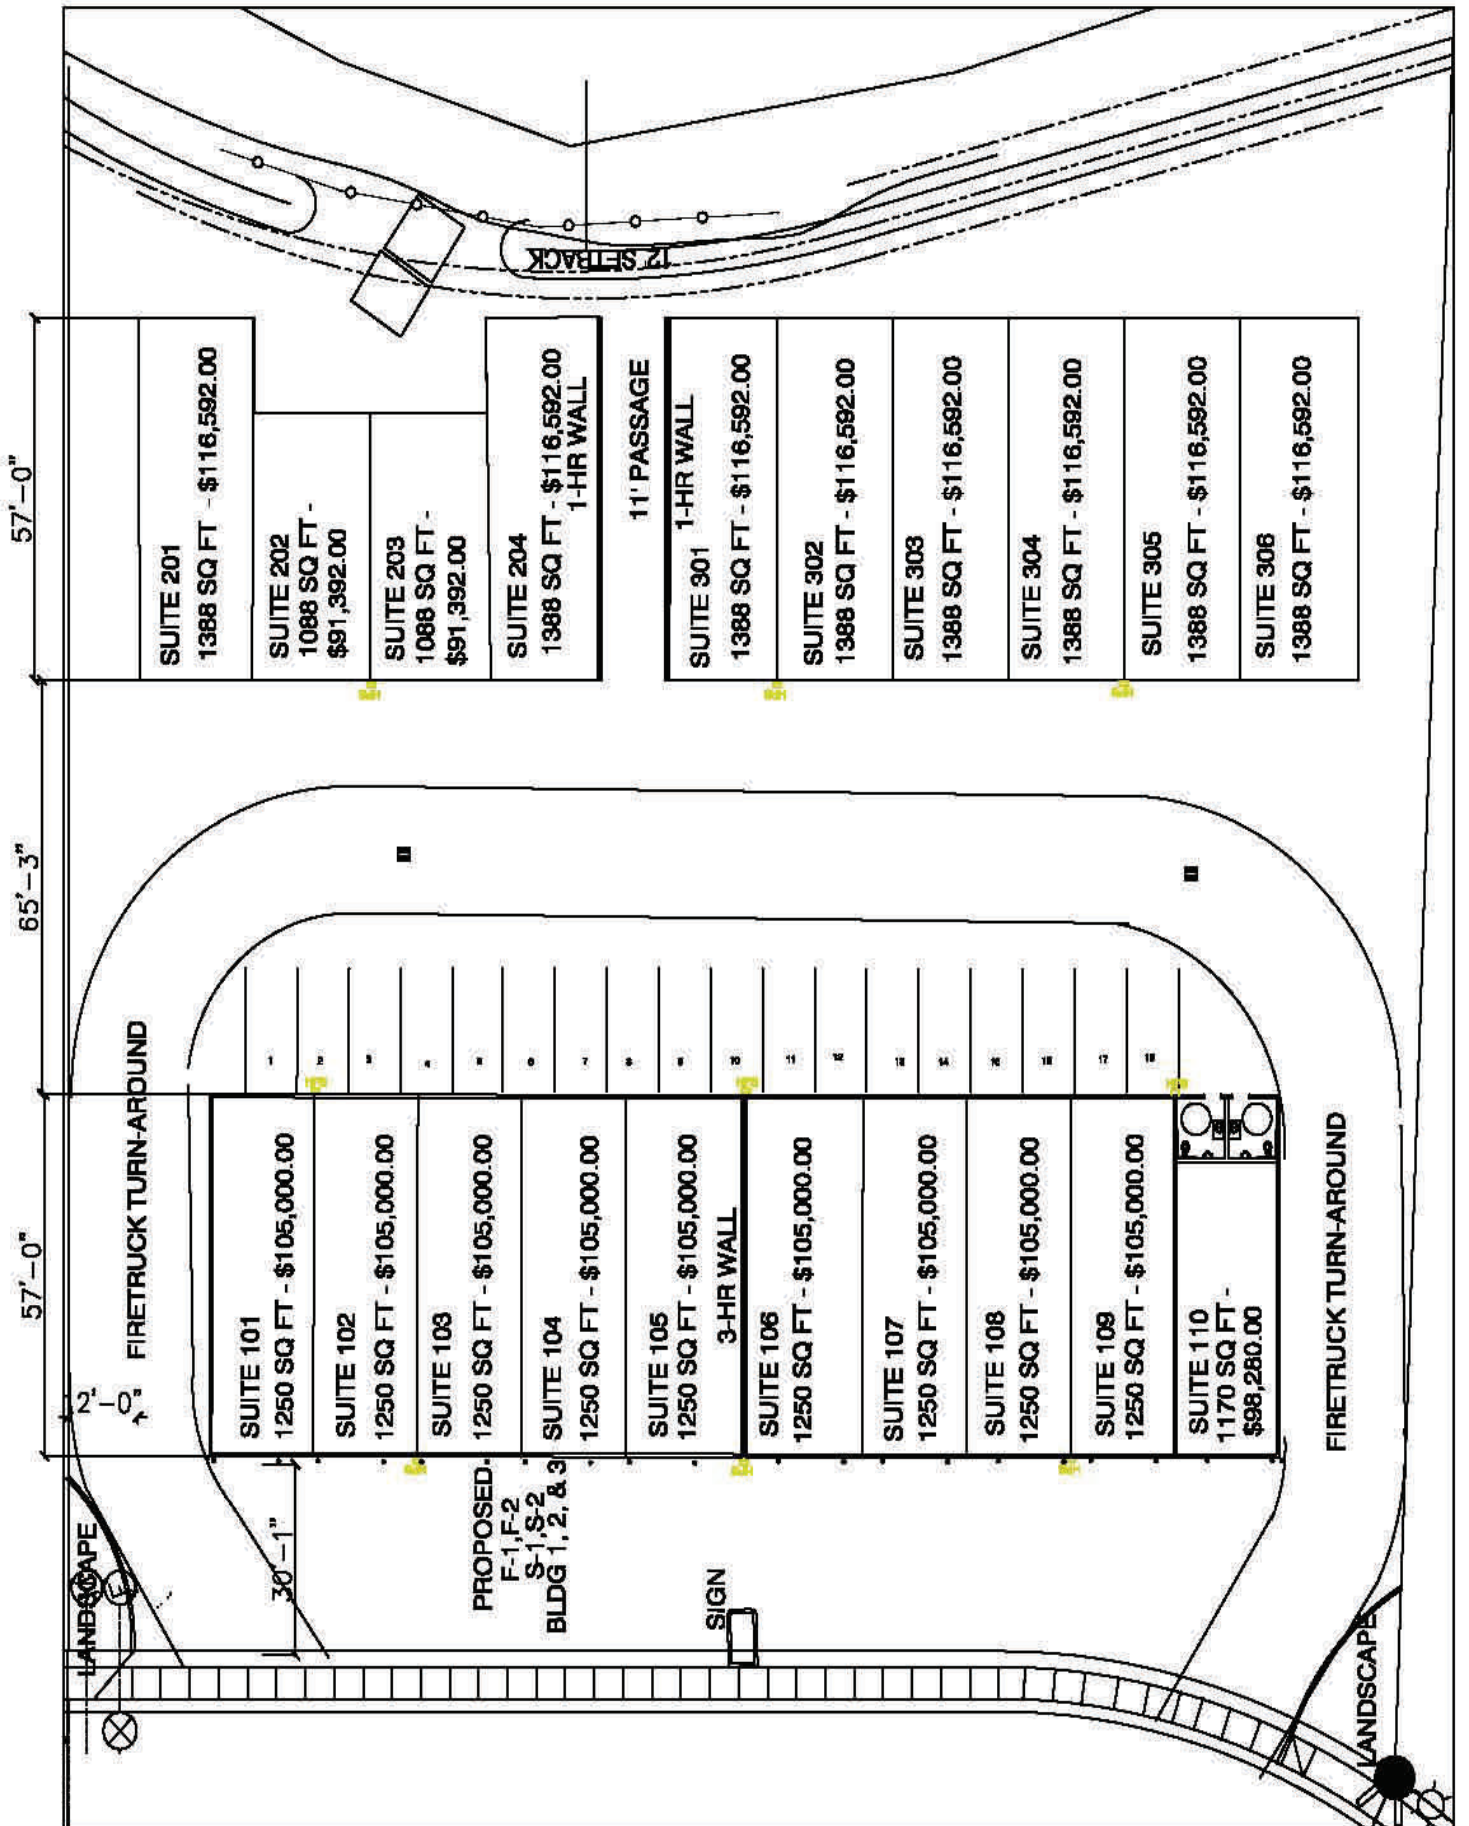 57'-0"
65'-3"
57'-0"
2'-0"
30'-1"
12' SETBACK
SUITE 201
1388 SQ FT - $116,592.00
SUITE 202
1088 SQ FT -
$91,392.00
SUITE 203
1088 SQ FT -
$91,392.00
SUITE 204
1388 SQ FT - $116,592.00
1-HR WALL
11' PASSAGE
1-HR WALL
SUITE 301
1388 SQ FT - $116,592.00
SUITE 302
1388 SQ FT - $116,592.00
SUITE 303
1388 SQ FT - $116,592.00
SUITE 304
1388 SQ FT - $116,592.00
SUITE 305
1388 SQ FT - $116,592.00
SUITE 306
1388 SQ FT - $116,592.00
FIRETRUCK TURN-AROUND
1
2
3
4
5
6
7
8
9
10
11
12
13
14
17
SUITE 101
1250 SQ FT - $105,000.00
SUITE 102
1250 SQ FT - $105,000.00
SUITE 103
1250 SQ FT - $105,000.00
SUITE 104
1250 SQ FT - $105,000.00
SUITE 105
1250 SQ FT - $105,000.00
3-HR WALL
SUITE 106
1250 SQ FT - $105,000.00
SUITE 107
1250 SQ FT - $105,000.00
SUITE 108
1250 SQ FT - $105,000.00
SUITE 109
1250 SQ FT - $105,000.00
SUITE 110
1170 SQ FT -
$98,280.00
FIRETRUCK TURN-AROUND
LANDSCAPE
PROPOSED
F-1,F-2
S-1,S-2
BLDG 1, 2, & 3
SIGN
LANDSCAPE